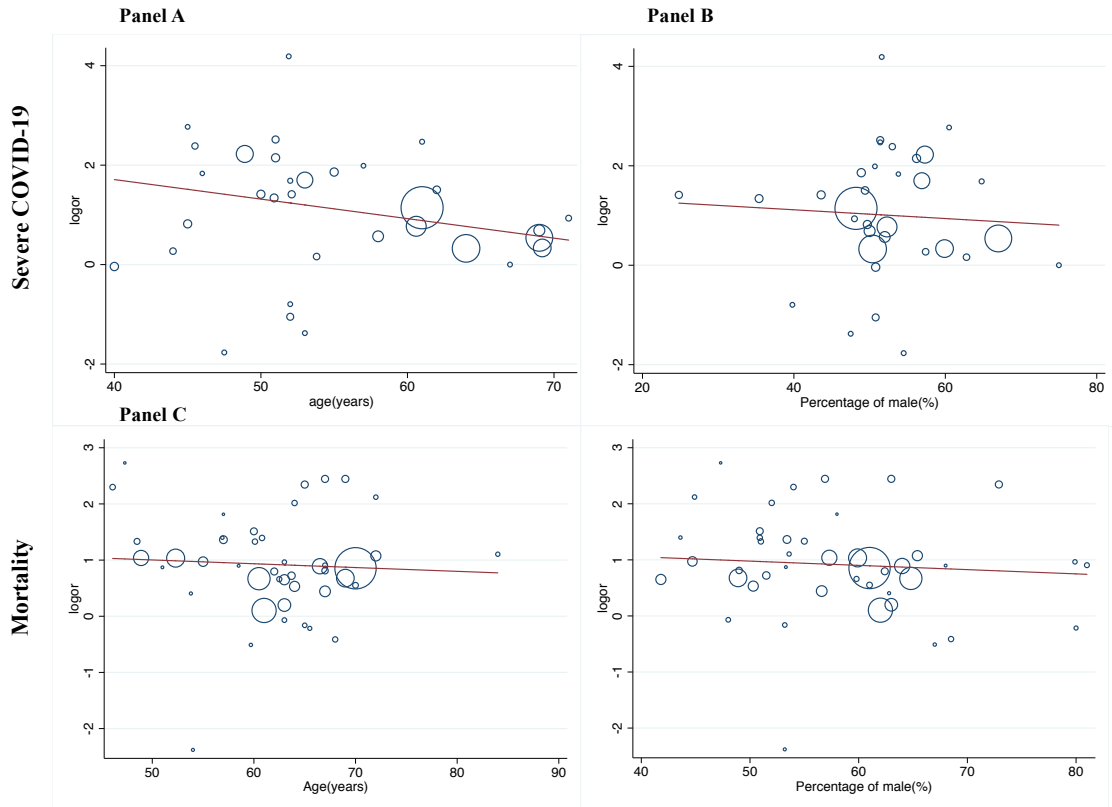 Panel A
Panel B
Severe COVID-19
logor
4
2
0
-2
40
50
60
70
age(years)
logor
4
2
0
-2
20
40
60
80
Percentage of male(%)
Panel C
Mortality
logor
3
2
1
0
-1
-2
50
60
70
80
90
Age(years)
logor
3
2
1
0
-1
-2
40
50
60
70
80
Percentage of male(%)